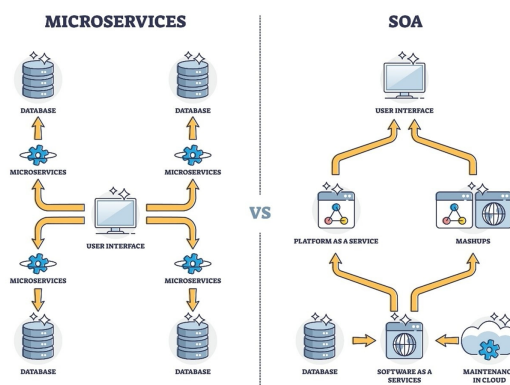 MICROSERVICES
DATABASE
DATABASE
MICROSERVICES
MICROSERVICES
USER INTERFACE
MICROSERVICES
MICROSERVICES
DATABASE
DATABASE
VS
SOA
USER INTERFACE
PLATFORM AS A SERVICE
MASHUPS
DATABASE
SOFTWARE AS A
SERVICES
MAINTENANC
IN CLOUD